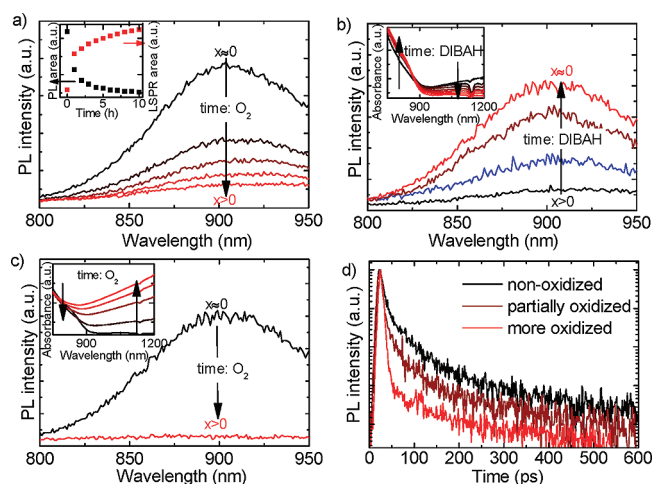 a)
PL intensity (a.u.)
PL area
LSPR area (a.u.)
0 5 10
Time (h)
x≈0
time: O₂
x>0
800 850 900 950
Wavelength (nm)
b)
PL intensity (a.u.)
Absorbance (a.u.)
time: DIBAH
900 1200
Wavelength (nm)
x≈0
time: DIBAH
x>0
800 850 900 950
Wavelength (nm)
c)
PL intensity (a.u.)
Absorbance (a.u.)
time: O₂
900 1200
Wavelength (nm)
x≈0
time: O₂
x>0
800 850 900 950
Wavelength (nm)
d)
PL intensity (a.u.)
non-oxidized
partially oxidized
more oxidized
0 100 200 300 400 500 600
Time (ps)